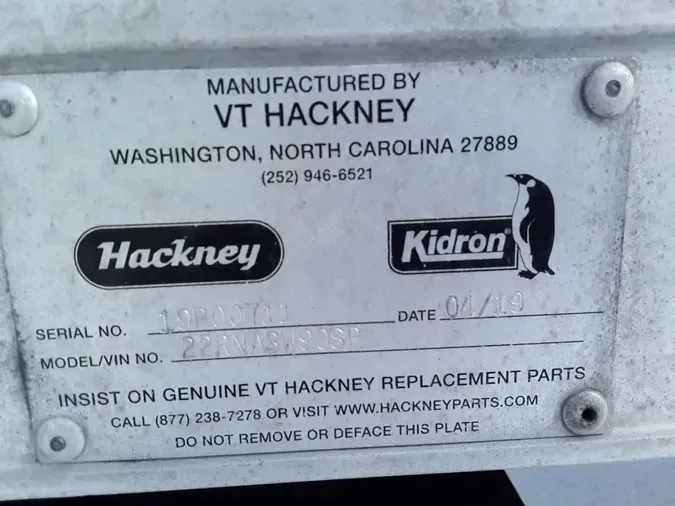 MANUFACTURED BY
VT HACKNEY
WASHINGTON, NORTH CAROLINA 27889
(252) 946-6521
Hackney
Kidron®
SERIAL NO. DATE 04/19
MODEL/VIN NO.
INSIST ON GENUINE VT HACKNEY REPLACEMENT PARTS
CALL (877) 238-7278 OR VISIT WWW.HACKNEYPARTS.COM
DO NOT REMOVE OR DEFACE THIS PLATE